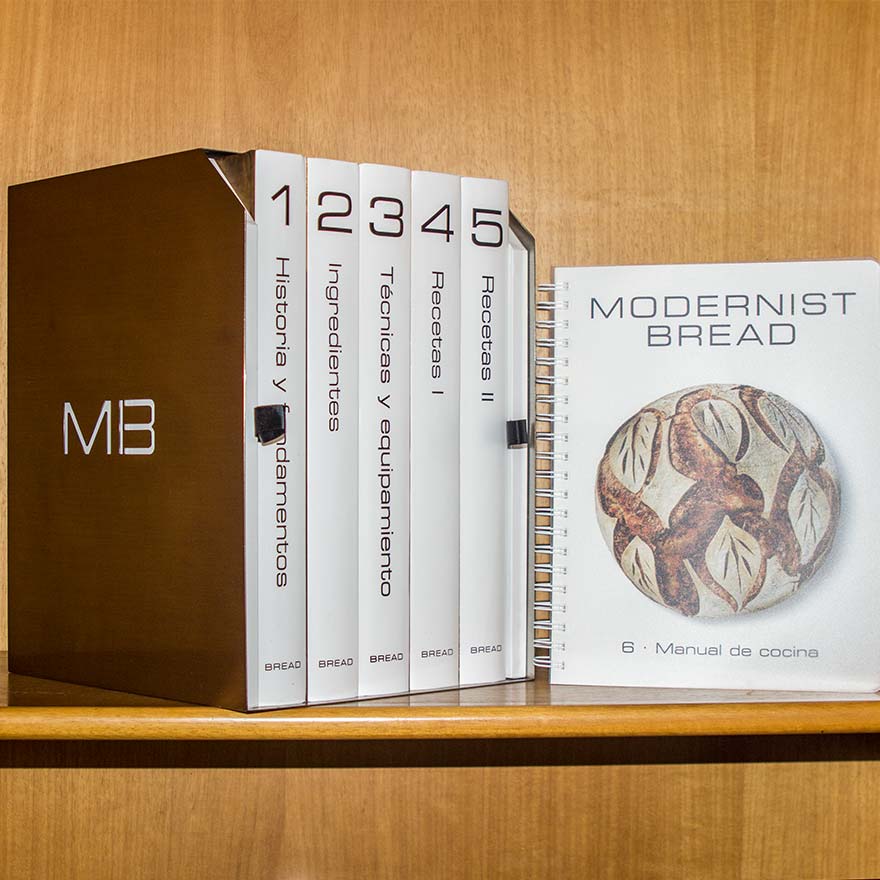 MB
1
Historia y fundamentos
BREAD
2
Ingredientes
BREAD
3
Técnicas y equipamiento
BREAD
4
Recetas I
BREAD
5
Recetas II
BREAD
MODERNIST
BREAD
6 · Manual de cocina